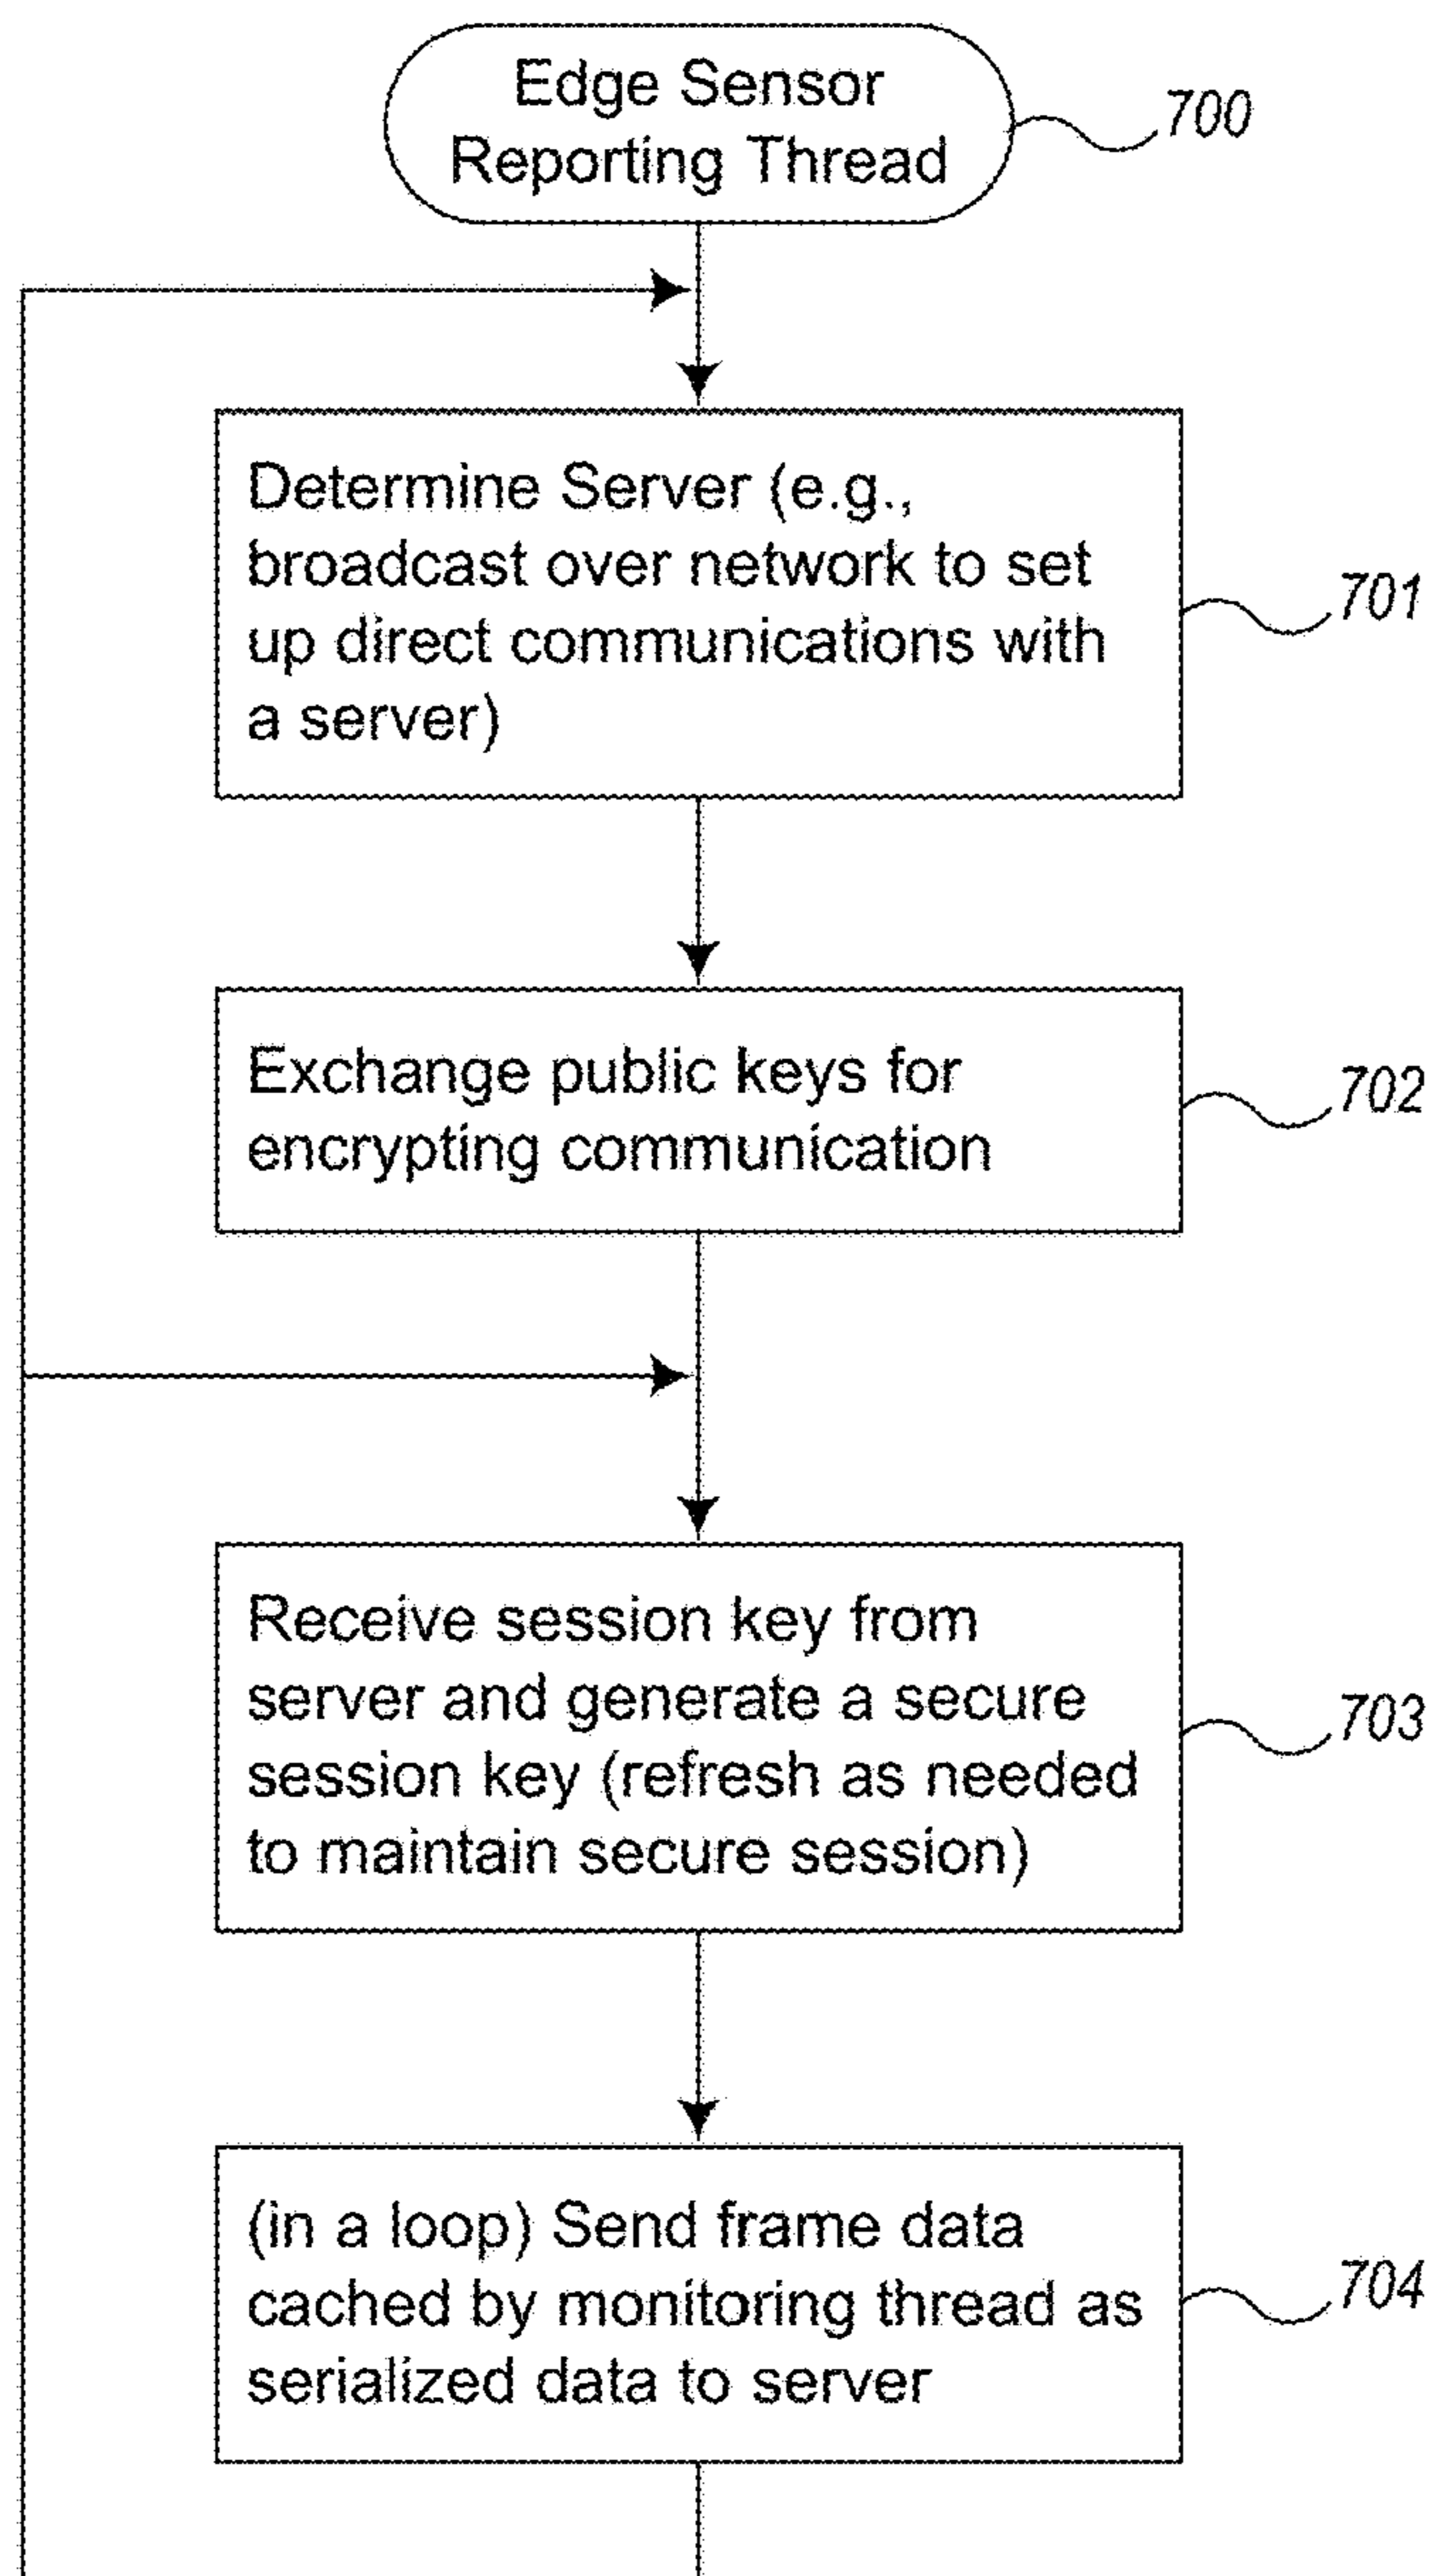 Edge Sensor
Reporting Thread
700
Determine Server (e.g.,
broadcast over network to set
up direct communications with
a server)
701
Exchange public keys for
encrypting communication
702
Receive session key from
server and generate a secure
session key (refresh as needed
to maintain secure session)
703
(in a loop) Send frame data
cached by monitoring thread as
serialized data to server
704